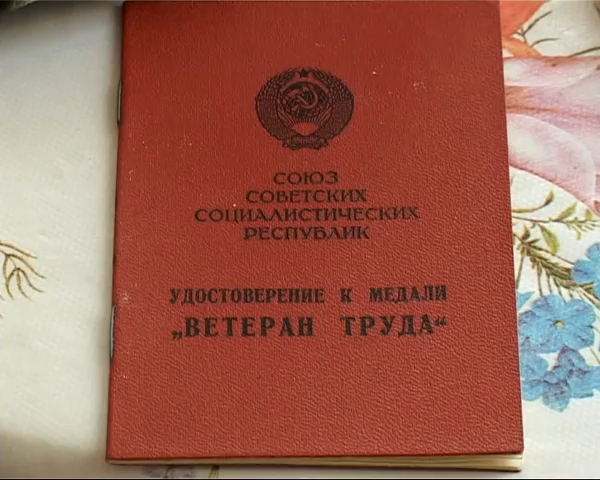 СОЮЗ
СОВЕТСКИХ
СОЦИАЛИСТИЧЕСКИХ
РЕСПУБЛИК
УДОСТОВЕРЕНИЕ К МЕДАЛИ
„ВЕТЕРАН ТРУДА“